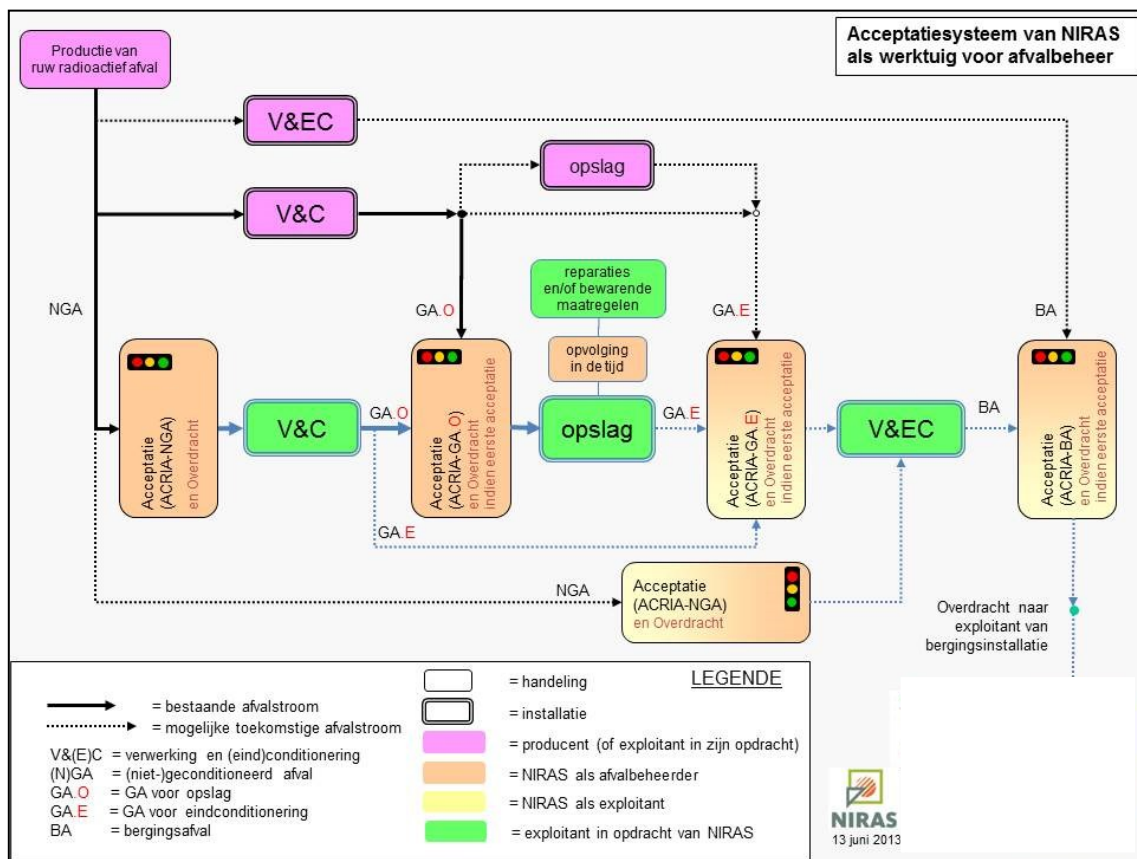 Acceptatiesysteem van NIRAS
als werktuig voor afvalbeheer
Productie van
ruw radioactief afval
V&EC
opslag
V&C
reparaties
en/of bewarende
maatregelen
NGA
GA.O
GA.E
BA
opvolging
in de tijd
Acceptatie
(ACRIA-NGA)
en Overdracht
V&C
GA.O
Acceptatie
(ACRIA-GA.O)
en Overdracht
indien eerste acceptatie
opslag
GA.E
Acceptatie
(ACRIA-GA.E)
en Overdracht
indien eerste acceptatie
V&EC
BA
Acceptatie
(ACRIA-BA)
en Overdracht
indien eerste acceptatie
GA.E
NGA
Acceptatie
(ACRIA-NGA)
en Overdracht
Overdracht naar
exploitant van
bergingsinstallatie
LEGENDE
= bestaande afvalstroom
= mogelijke toekomstige afvalstroom
V&(E)C = verwerking en (eind)conditionering
(N)GA = (niet-)geconditioneerd afval
GA.O = GA voor opslag
GA.E = GA voor eindconditionering
BA = bergingsafval
= handeling
= installatie
= producent (of exploitant in zijn opdracht)
= NIRAS als afvalbeheerder
= NIRAS als exploitant
= exploitant in opdracht van NIRAS
NIRAS
13 juni 2013